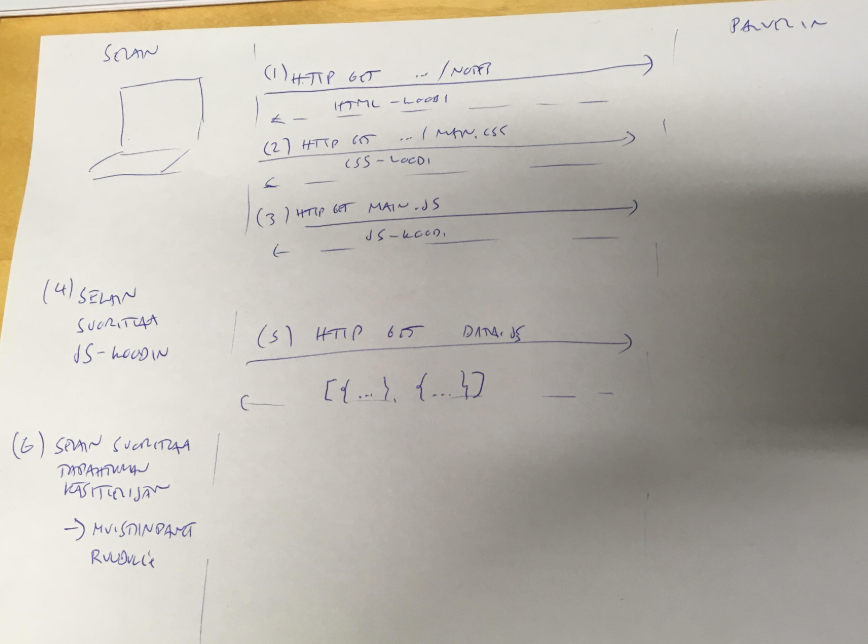 SELAIN
PALVELIN
(1) HTTP GET ... /NOTES
HTML-KOODI
(2) HTTP GET ... / MAIN.CSS
CSS-KOODI
(3) HTTP GET MAIN.JS
JS-KOODI
(4) SELAIN
SUORITTAA
JS-KOODIN
(5) HTTP GET DATA.JS
[{...}, {...}]
(6) SELAIN SUORITTAA
TAPAHTUMAN
KÄSITTELIJÄN
→ MUISTIINPANOT
RUUDULLE